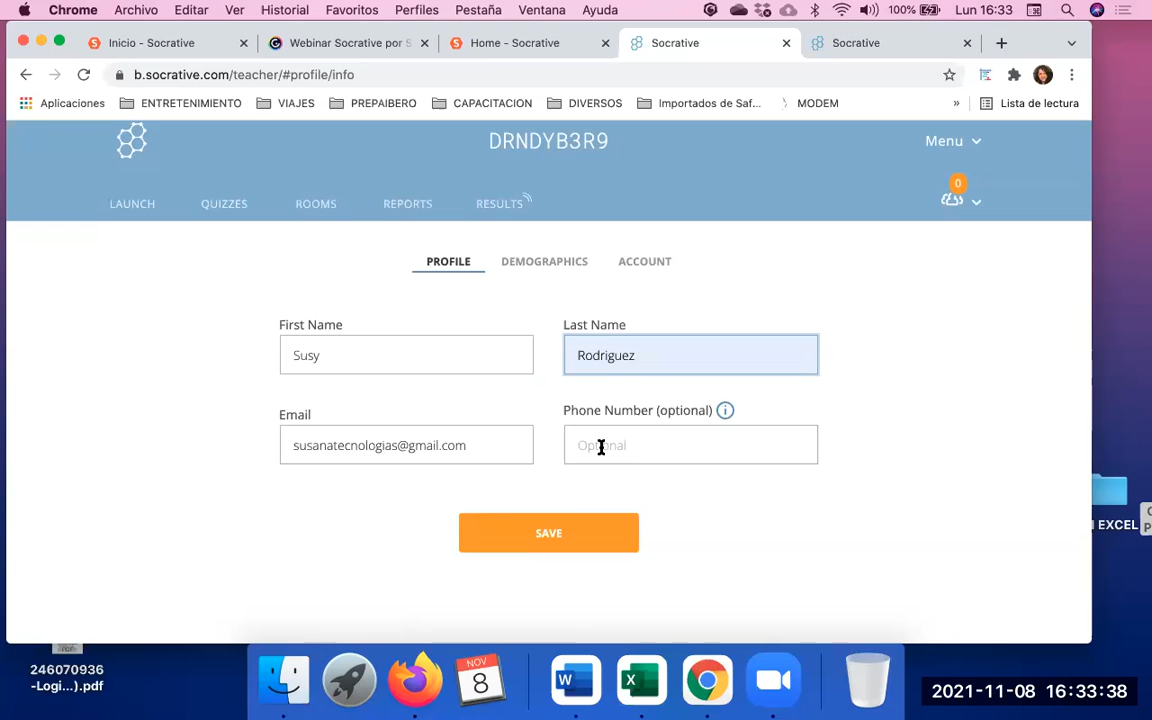 Chrome Archivo Editar Ver Historial Favoritos Perfiles Pestaña Ventana Ayuda 100% Lun 16:33
Inicio - Socrative Webinar Socrative por S Home - Socrative Socrative Socrative
b.socrative.com/teacher/#profile/info
Aplicaciones ENTRETENIMIENTO VIAJES PREPAIBERO CAPACITACION DIVERSOS Importados de Saf... MODEM » Lista de lectura
DRNDYB3R9 Menu
0
LAUNCH QUIZZES ROOMS REPORTS RESULTS
PROFILE DEMOGRAPHICS ACCOUNT
First Name Last Name
Susy Rodriguez
Email Phone Number (optional)
susanatecnologias@gmail.com Optional
SAVE
EXCEL
246070936
-Logi...).pdf
NOV
8
2021-11-08 16:33:38